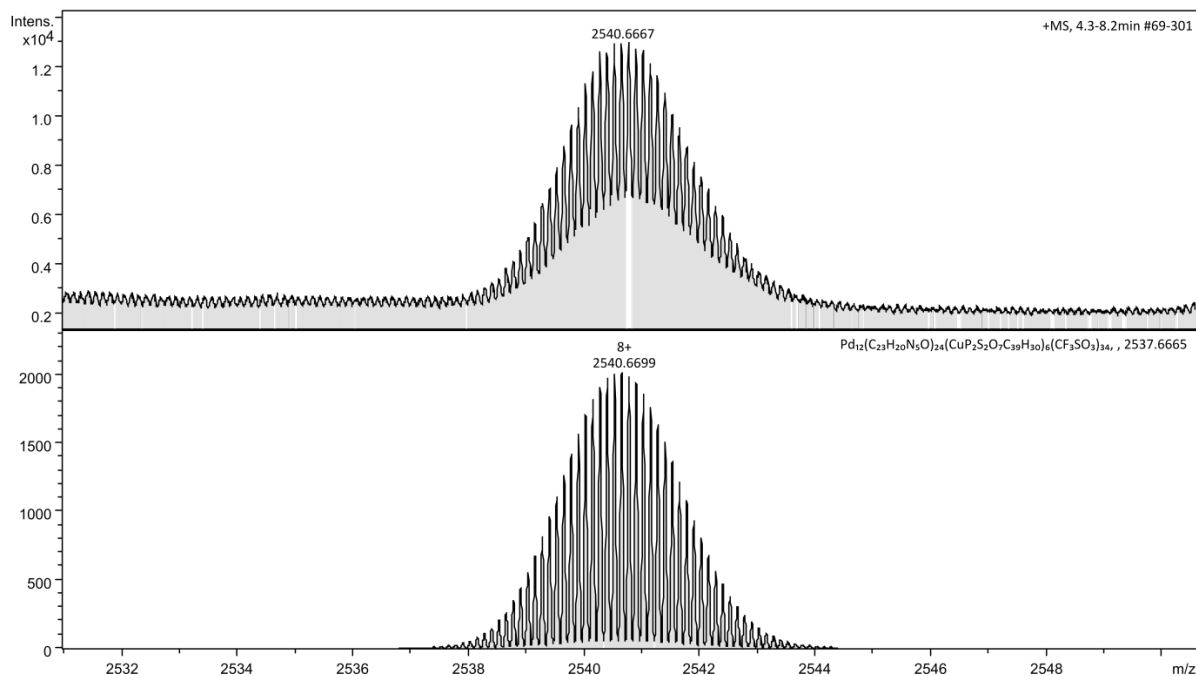 Intens.
x10⁴
+MS, 4.3-8.2min #69-301
2540.6667
1.2
1.0
0.8
0.6
0.4
0.2
8+
Pd₁₂(C₂₃H₂₀N₅O)₂₄(CuP₂S₂O₇C₃₉H₃₀)₆(CF₃SO₃)₃₄, , 2537.6665
2540.6699
2000
1500
1000
500
0
2532 2534 2536 2538 2540 2542 2544 2546 2548 m/z